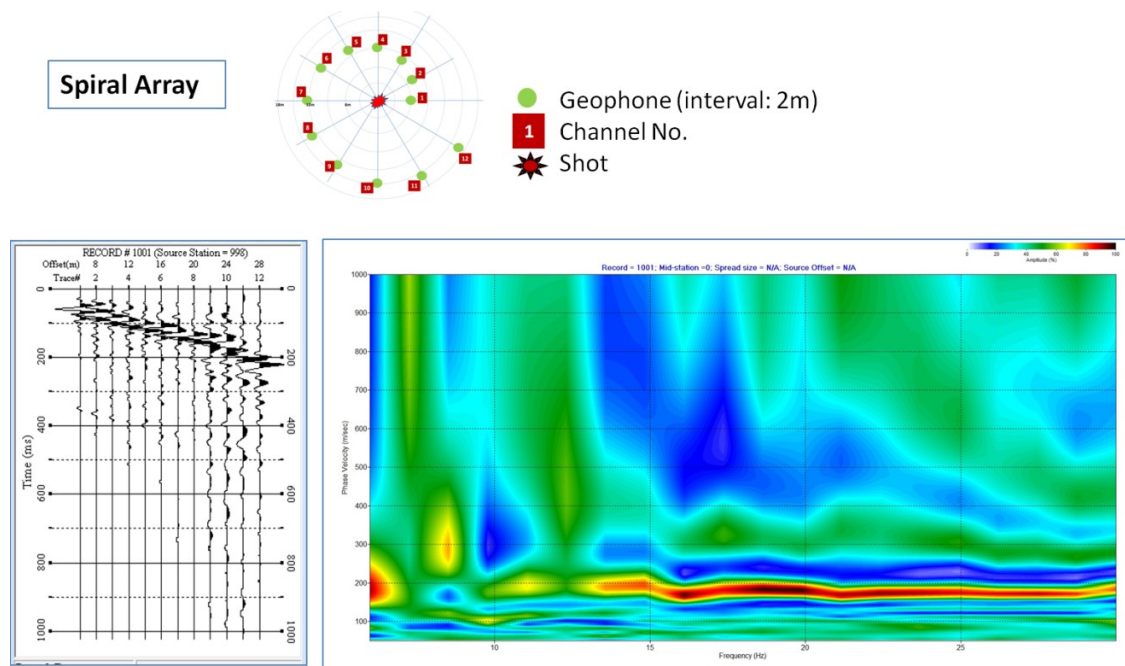 Spiral Array
5
4
3
6
2
7
1
8
9
10
11
12
Geophone (interval: 2m)
1 Channel No.
Shot
RECORD # 1001 (Source Station = 998)
Offset(m) 8 12 16 20 24 28
Trace# 2 4 6 8 10 12
0 0
200 200
400 400
600 600
800 800
1000 1000
Time (ms)
0 20 40 60 80 100
Amplitude (%)
Record = 1001; Mid-station =0; Spread size = N/A; Source Offset = N/A
1000
900
800
700
600
500
400
300
200
100
Phase Velocity (m/sec)
10 15 20 25
Frequency (Hz)